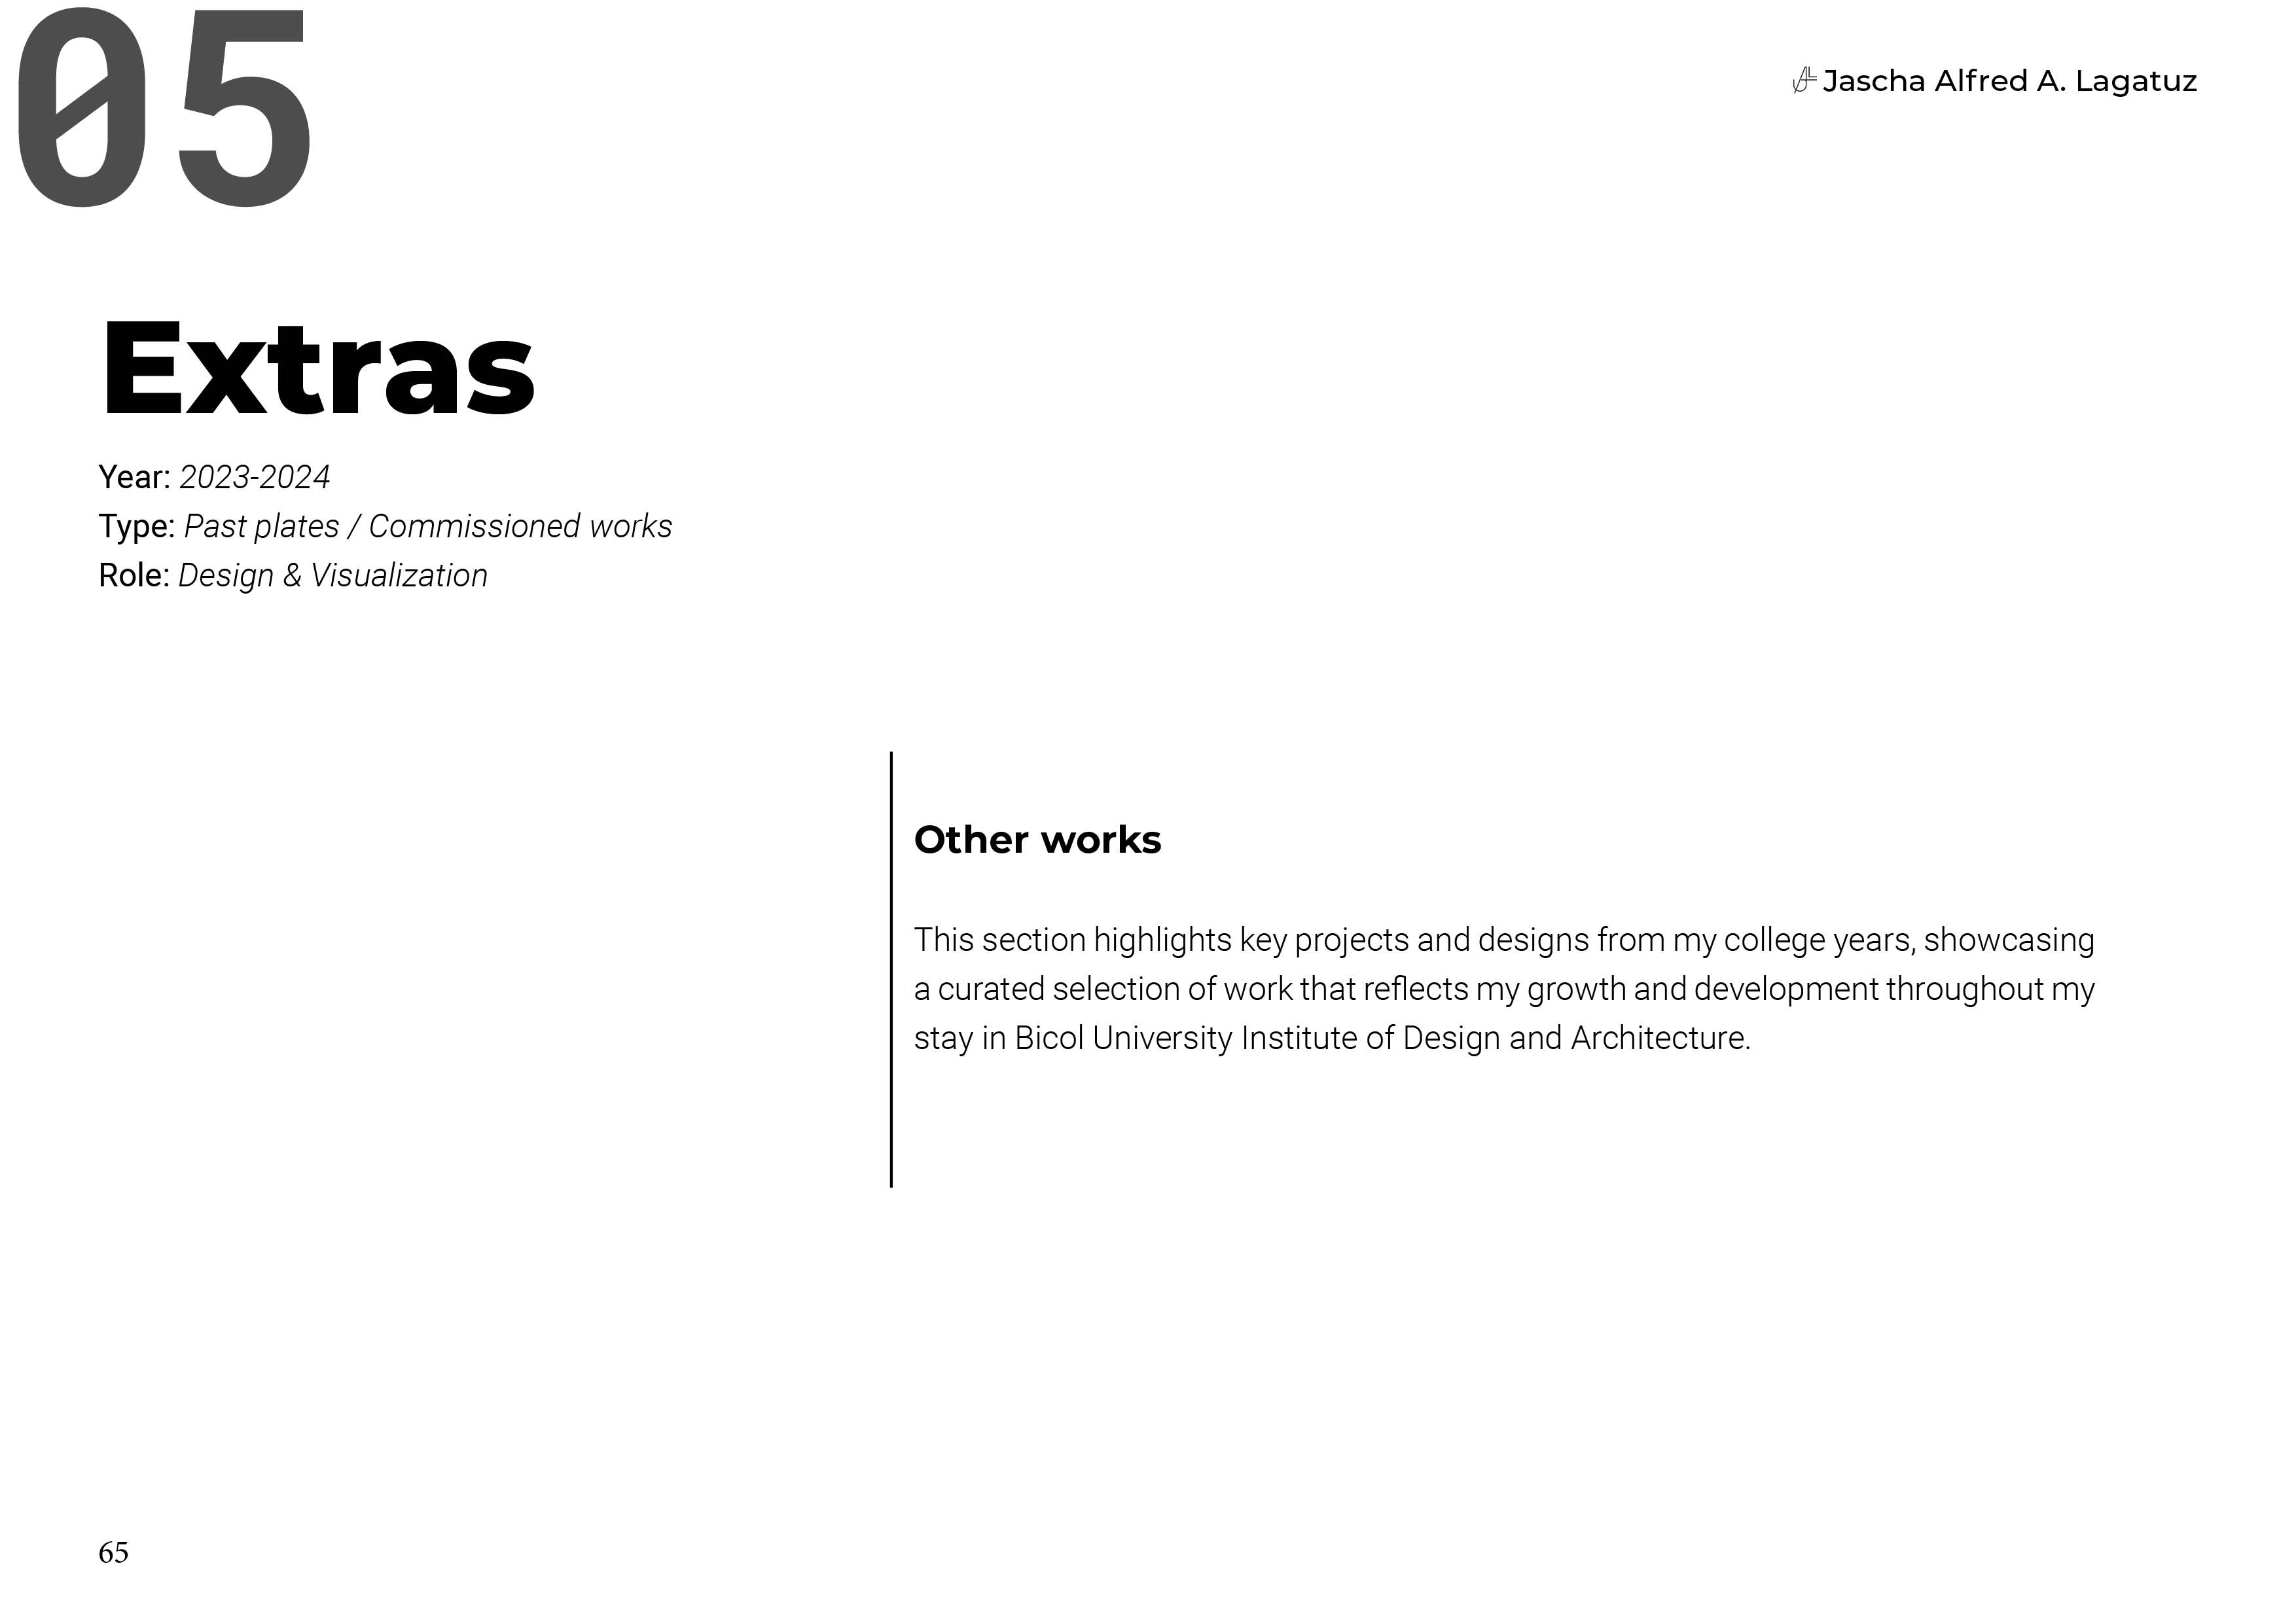 05
Jascha Alfred A. Lagatuz
Extras
Year: 2023-2024
Type: Past plates / Commissioned works
Role: Design & Visualization
Other works
This section highlights key projects and designs from my college years, showcasing
a curated selection of work that reflects my growth and development throughout my
stay in Bicol University Institute of Design and Architecture.
65